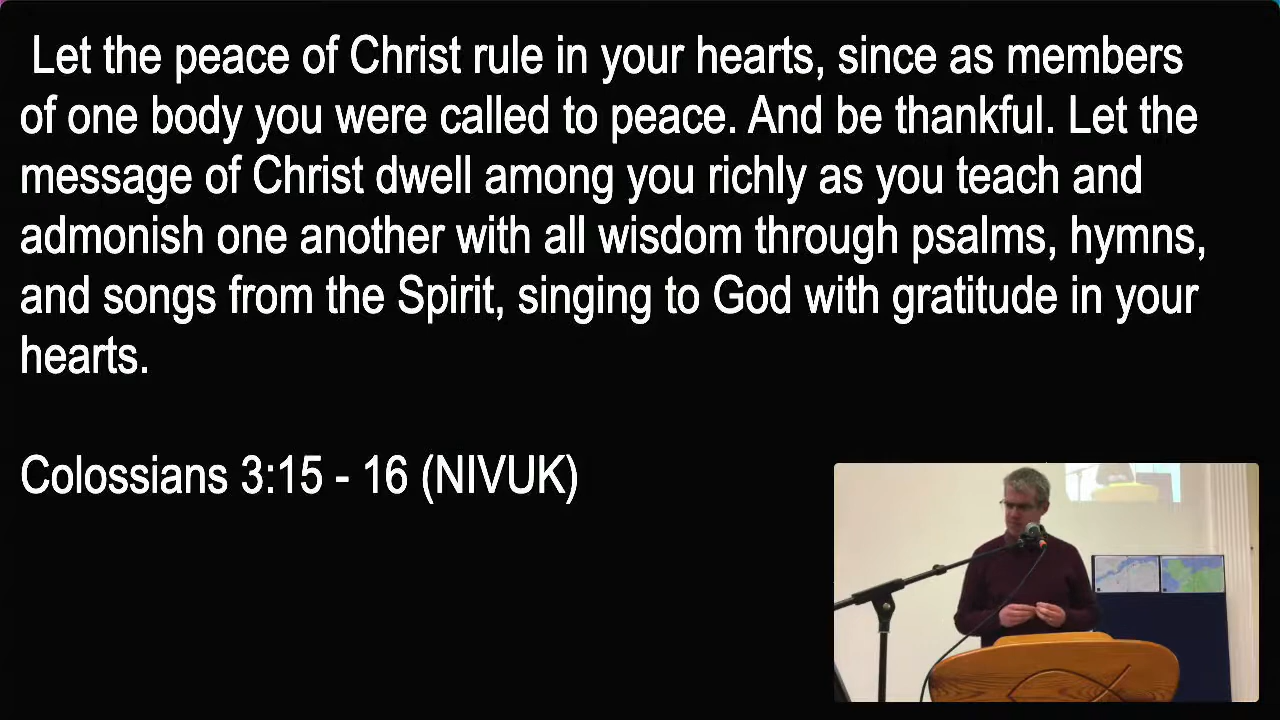 Let the peace of Christ rule in your hearts, since as members
of one body you were called to peace. And be thankful. Let the
message of Christ dwell among you richly as you teach and
admonish one another with all wisdom through psalms, hymns,
and songs from the Spirit, singing to God with gratitude in your
hearts.
Colossians 3:15 - 16 (NIVUK)